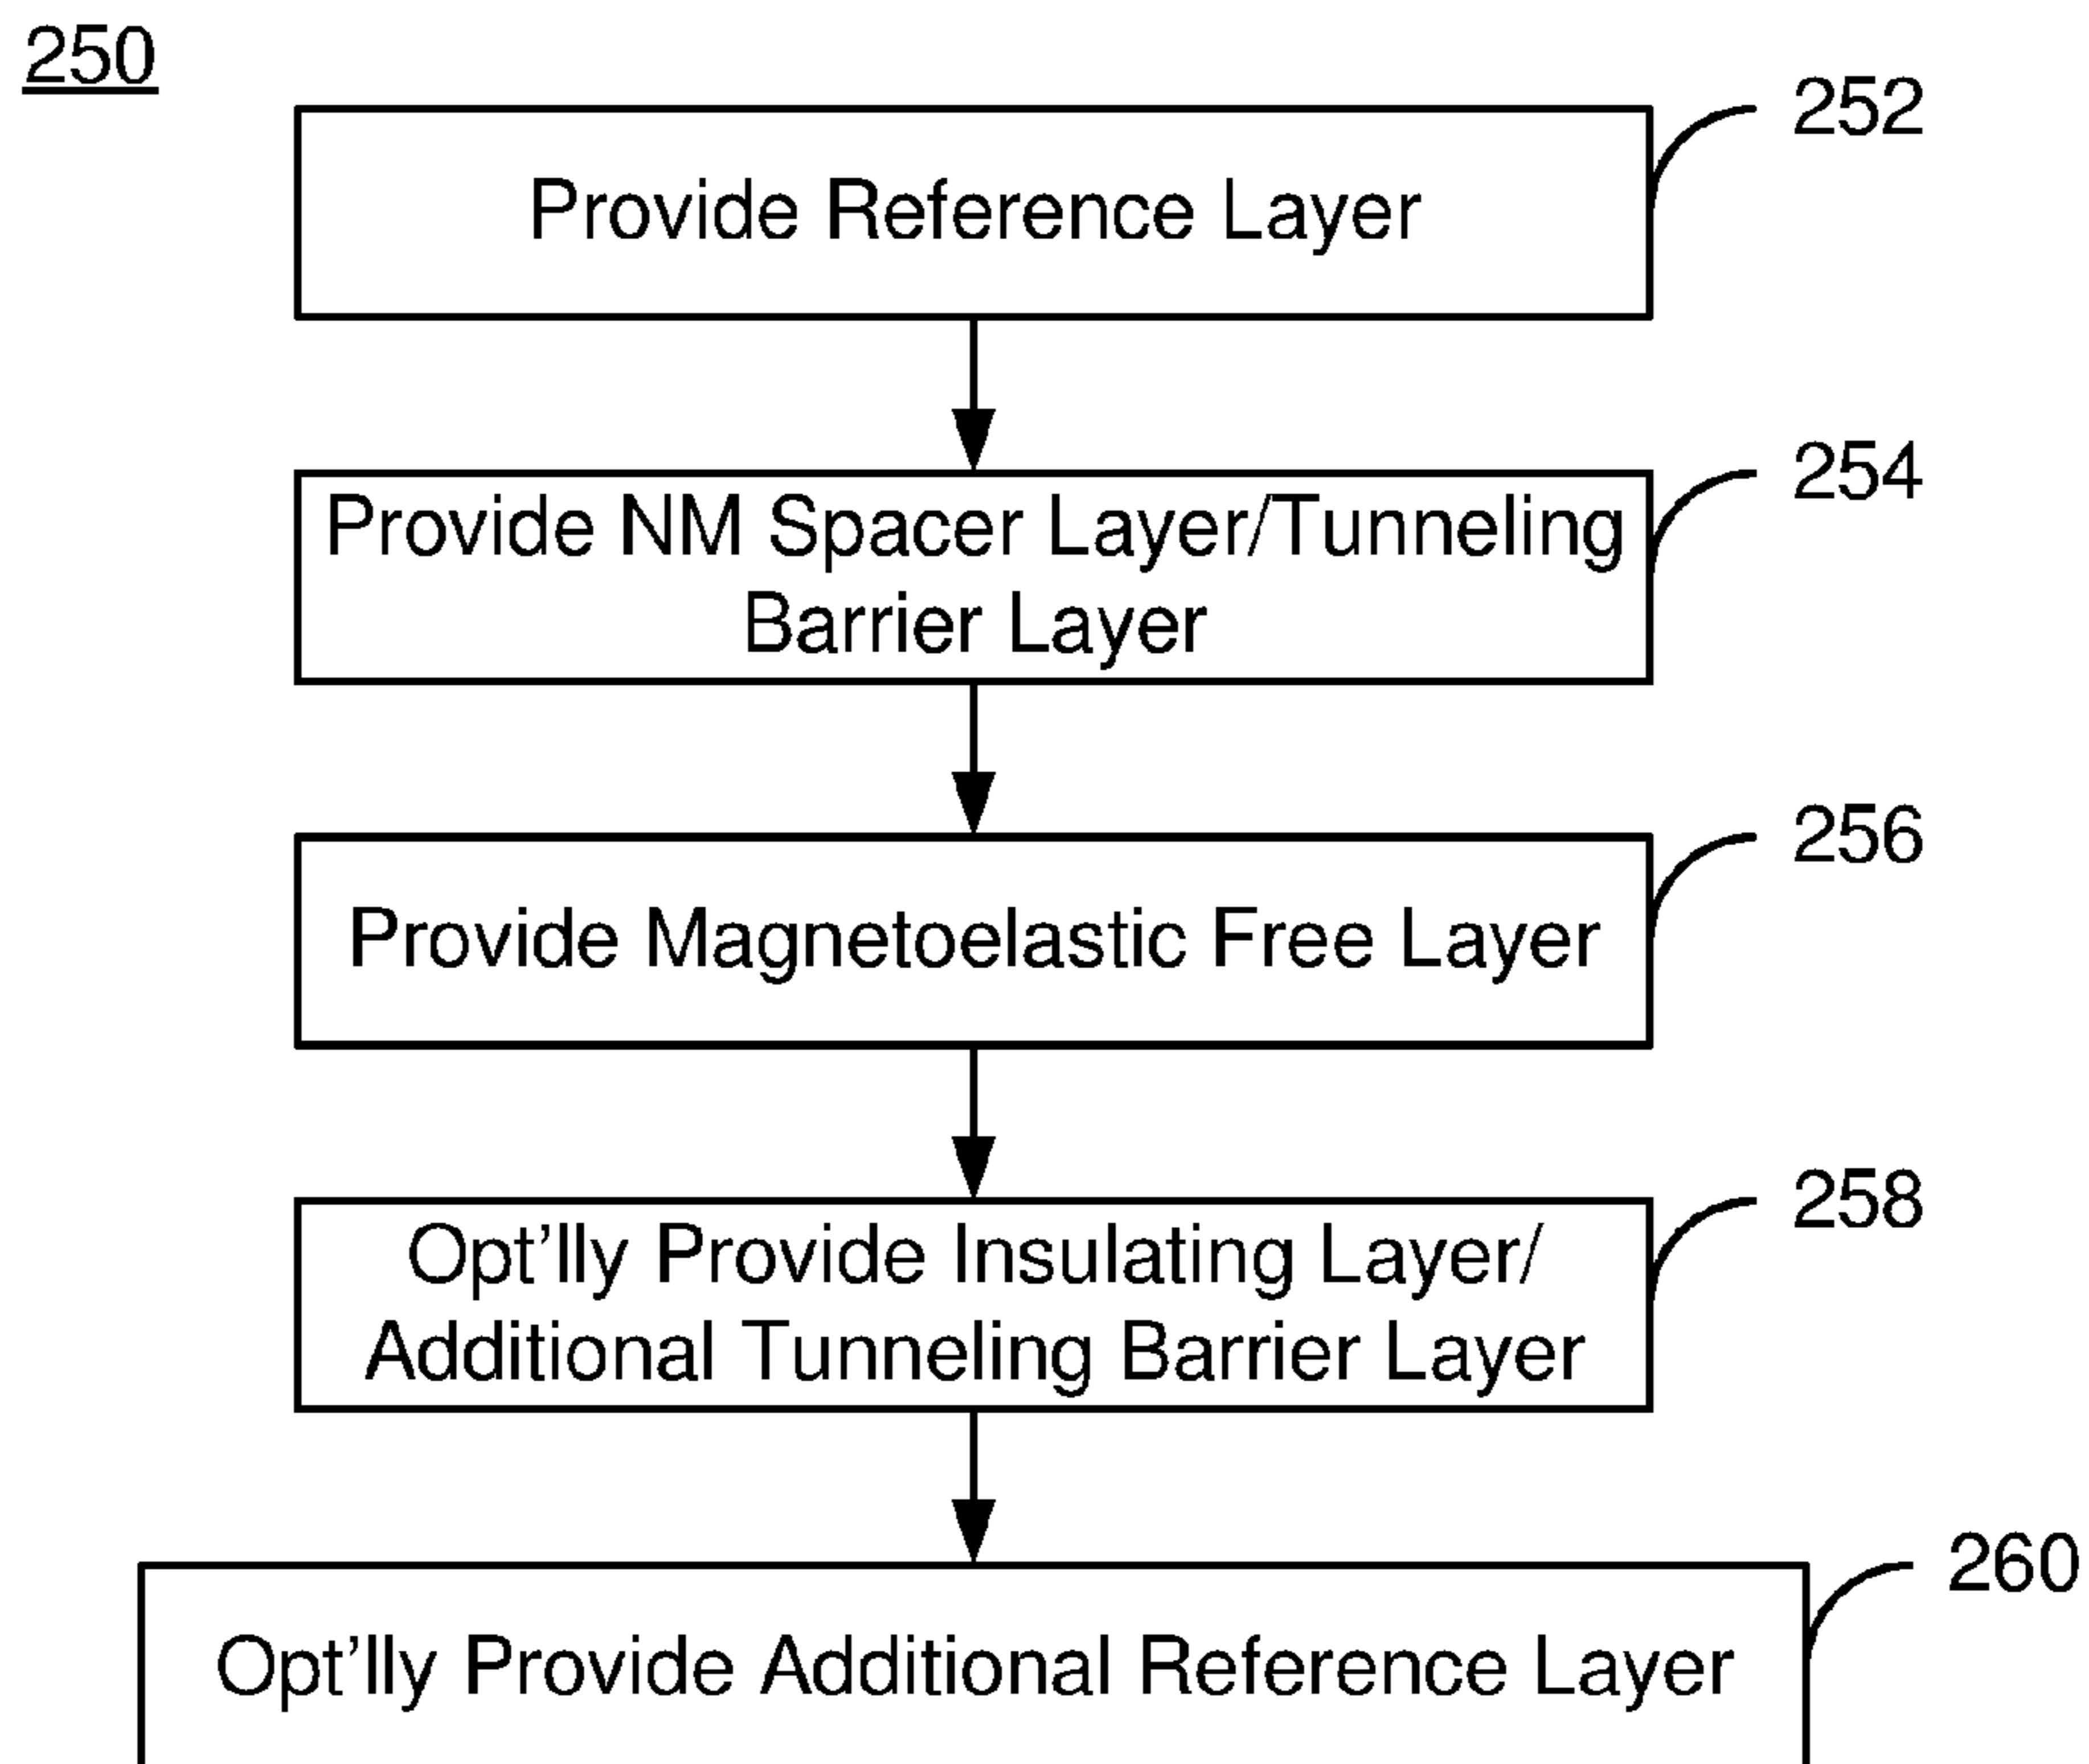 250
252
Provide Reference Layer
254
Provide NM Spacer Layer/Tunneling
Barrier Layer
256
Provide Magnetoelastic Free Layer
258
Opt’lly Provide Insulating Layer/
Additional Tunneling Barrier Layer
260
Opt’lly Provide Additional Reference Layer